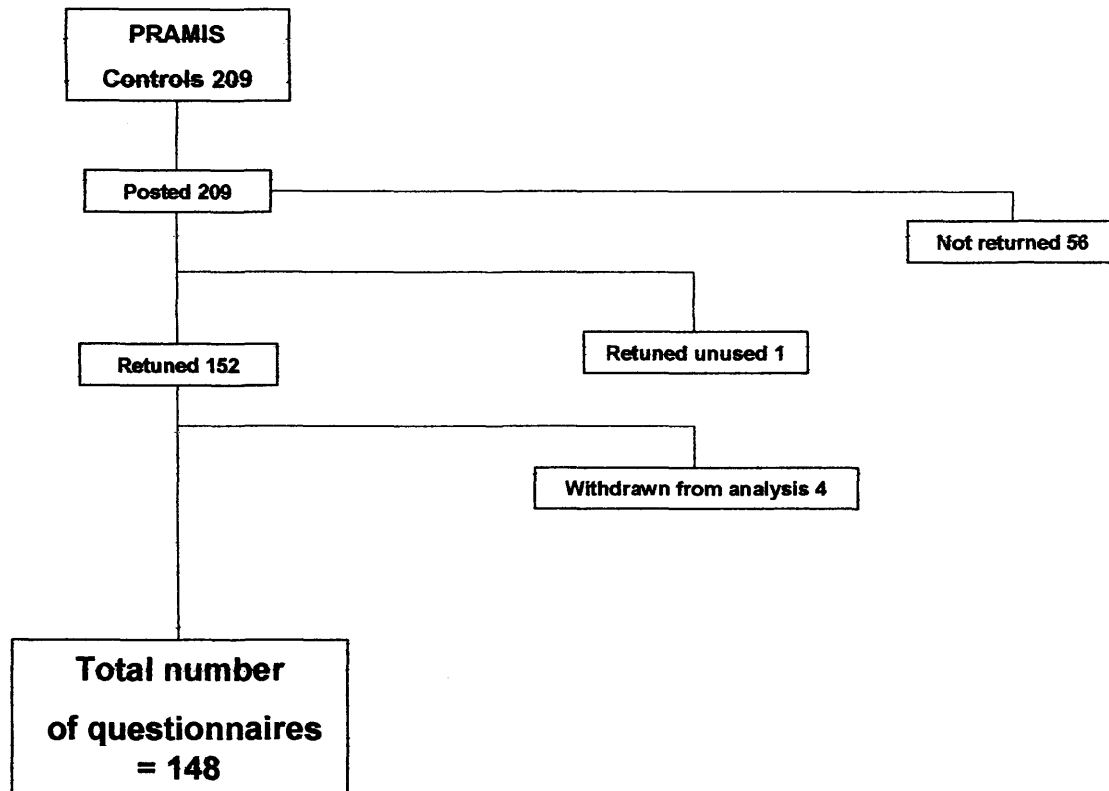 PRAMIS
Controls 209
Posted 209
Not returned 56
Retuned unused 1
Retuned 152
Withdrawn from analysis 4
Total number
of questionnaires
= 148